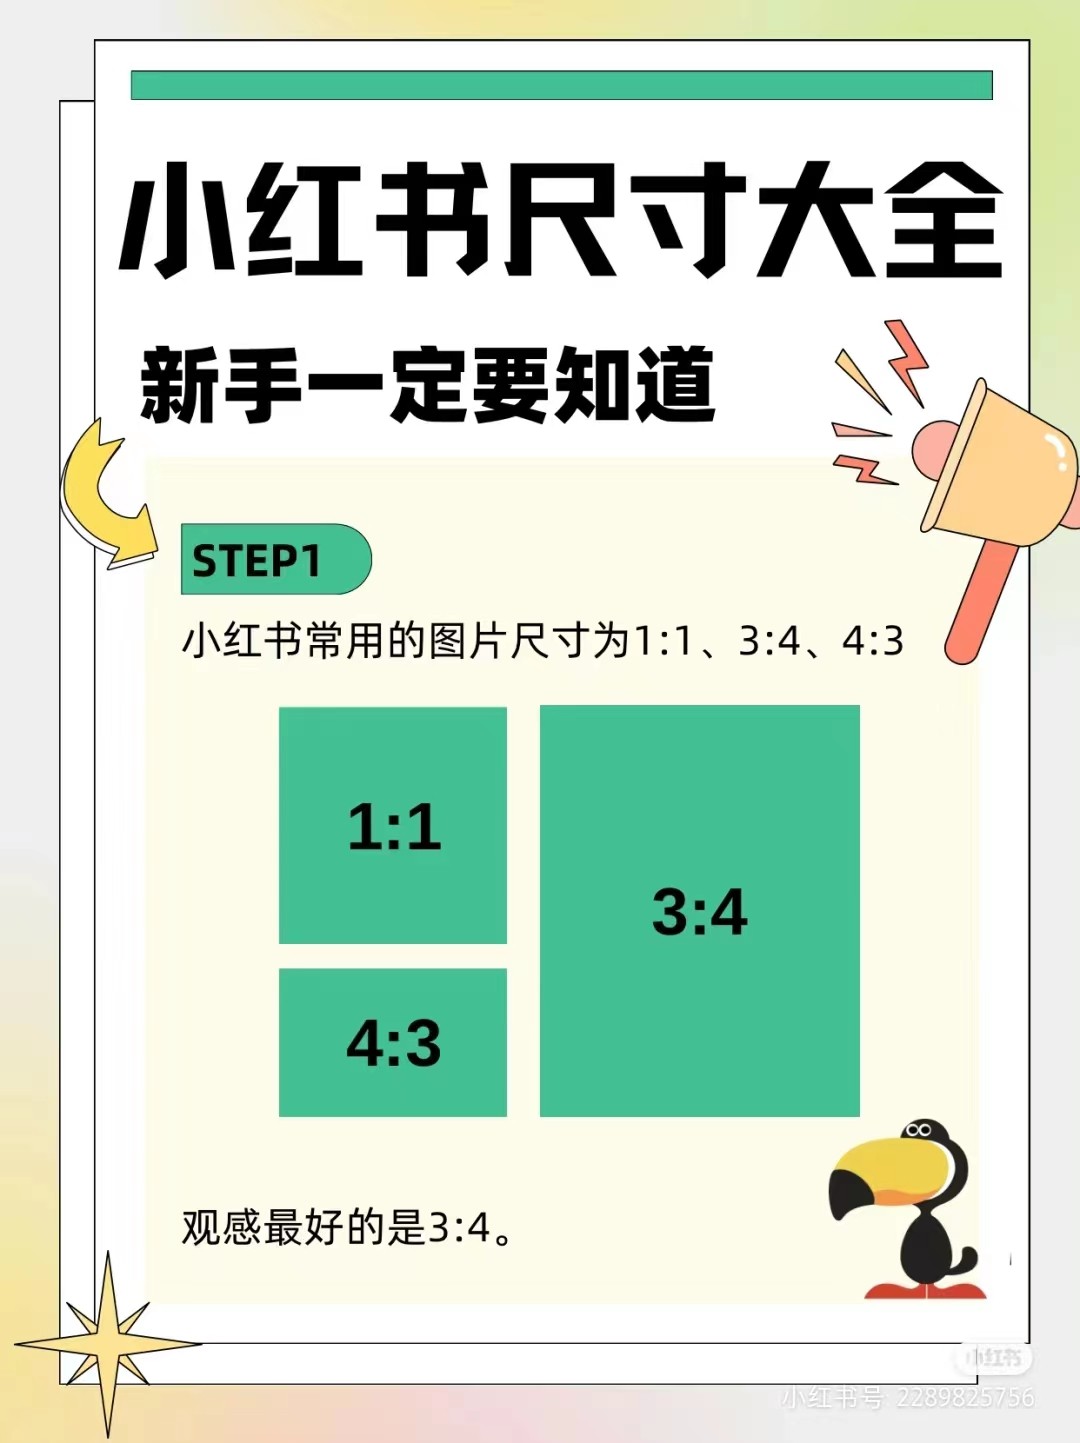 小红书尺寸大全
新手一定要知道
STEP1
小红书常用的图片尺寸为1:1、3:4、4:3
1:1
3:4
4:3
观感最好的是3:4。
小红书
小红书号: 2289825756